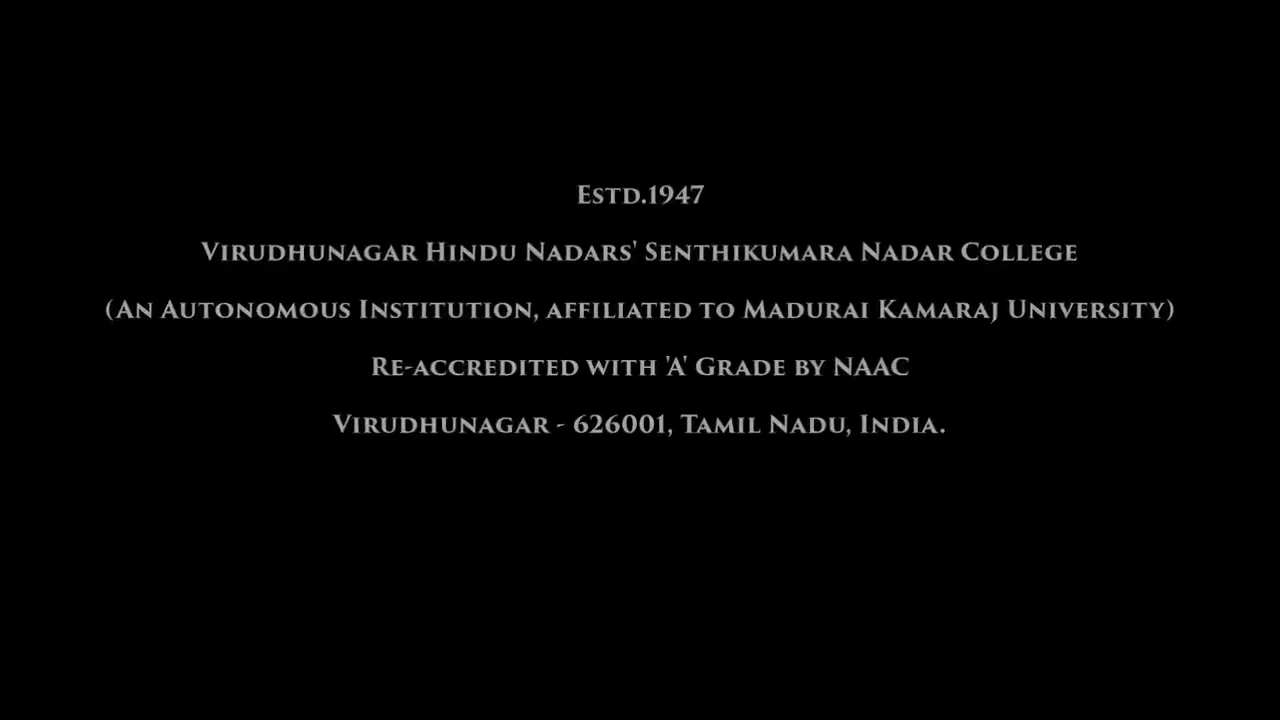 Estd.1947
Virudhunagar Hindu Nadars' Senthikumara Nadar College
(An Autonomous Institution, affiliated to Madurai Kamaraj University)
Re-accredited with 'A' Grade by NAAC
Virudhunagar - 626001, Tamil Nadu, India.